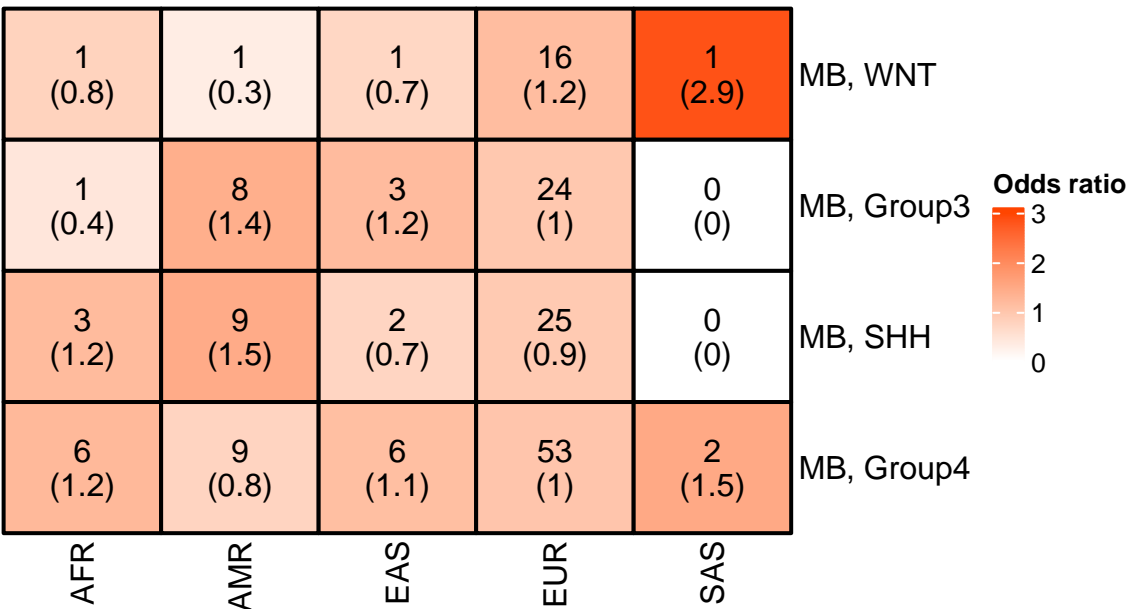 1 1 1 16 1
(0.8) (0.3) (0.7) (1.2) (2.9)
MB, WNT
1 8 3 24 0
(0.4) (1.4) (1.2) (1) (0)
MB, Group3
3 9 2 25 0
(1.2) (1.5) (0.7) (0.9) (0)
MB, SHH
6 9 6 53 2
(1.2) (0.8) (1.1) (1) (1.5)
MB, Group4
AFR AMR EAS EUR SAS
Odds ratio
3
2
1
0